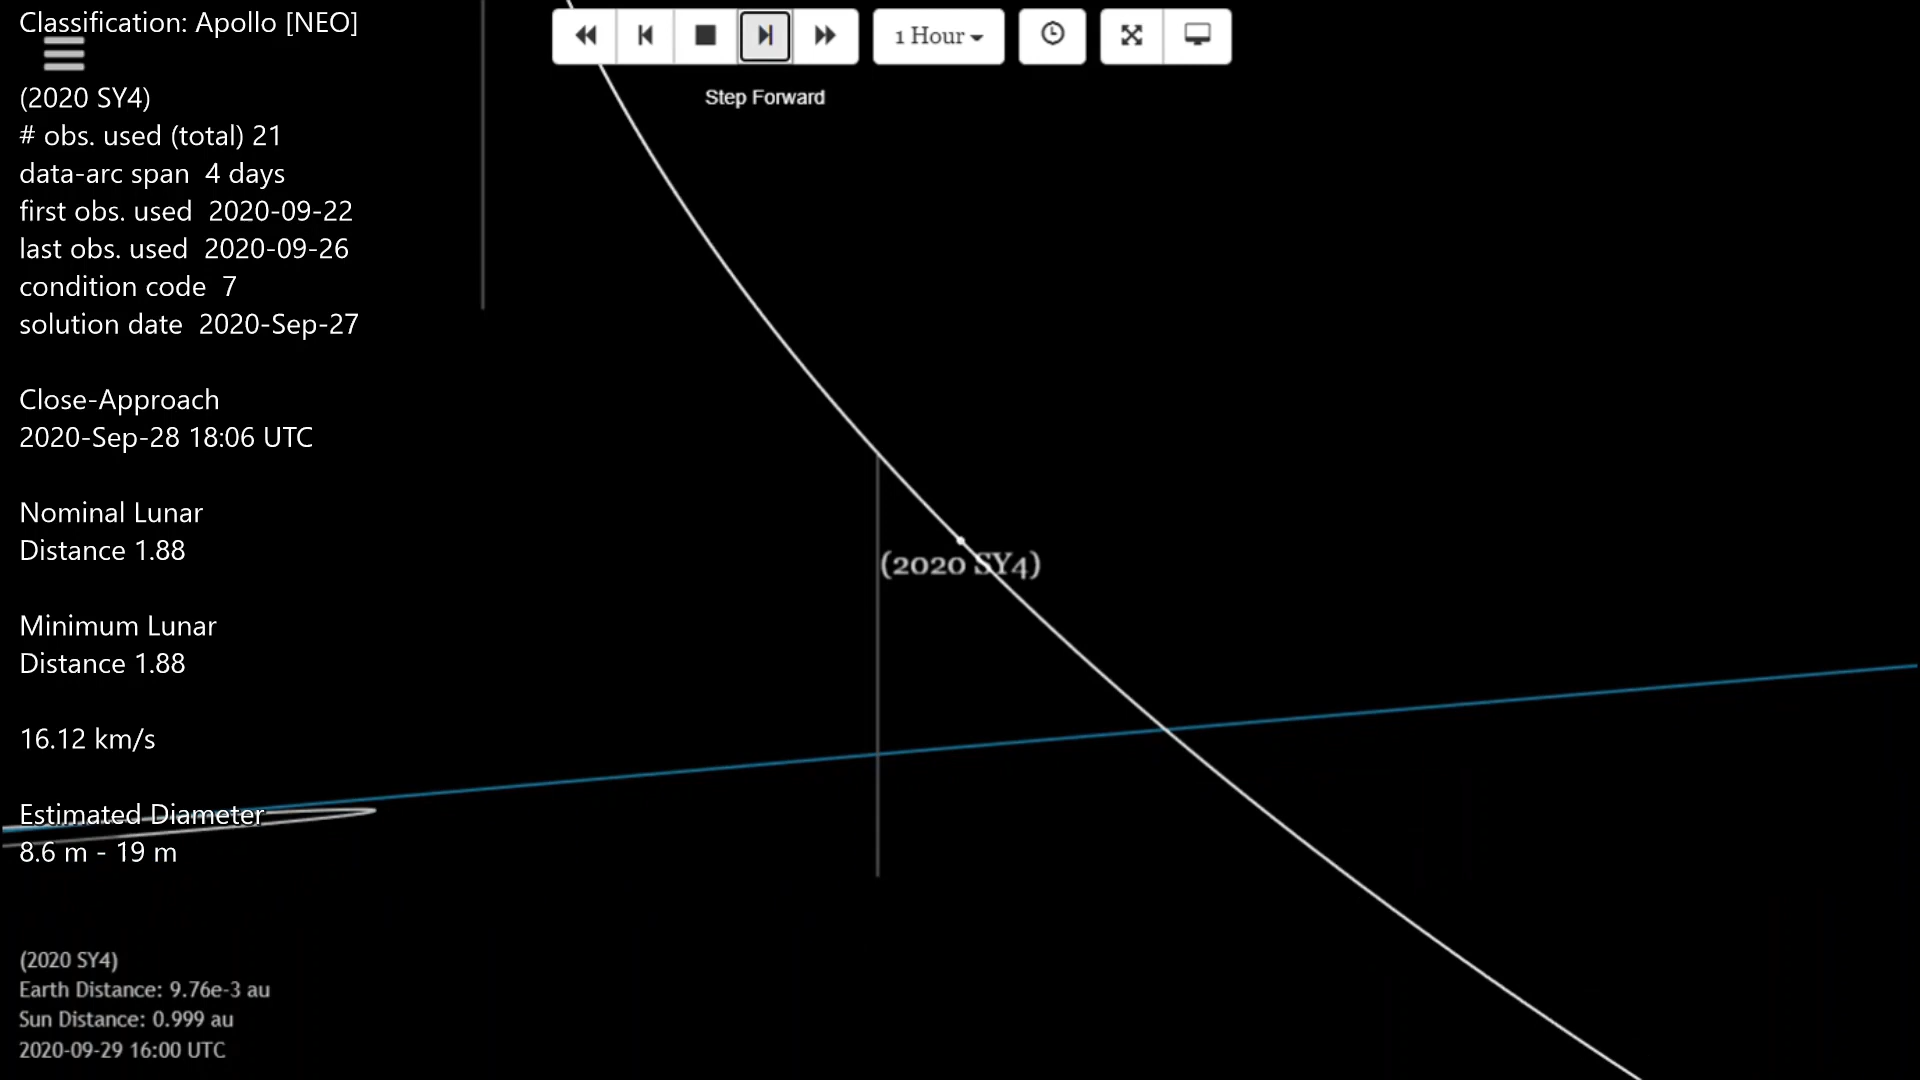 Classification: Apollo [NEO]
1 Hour
Step Forward
(2020 SY4)
# obs. used (total) 21
data-arc span  4 days
first obs. used  2020-09-22
last obs. used  2020-09-26
condition code  7
solution date  2020-Sep-27
Close-Approach
2020-Sep-28 18:06 UTC
Nominal Lunar
Distance 1.88
(2020 SY4)
Minimum Lunar
Distance 1.88
16.12 km/s
Estimated Diameter
8.6 m - 19 m
(2020 SY4)
Earth Distance: 9.76e-3 au
Sun Distance: 0.999 au
2020-09-29 16:00 UTC